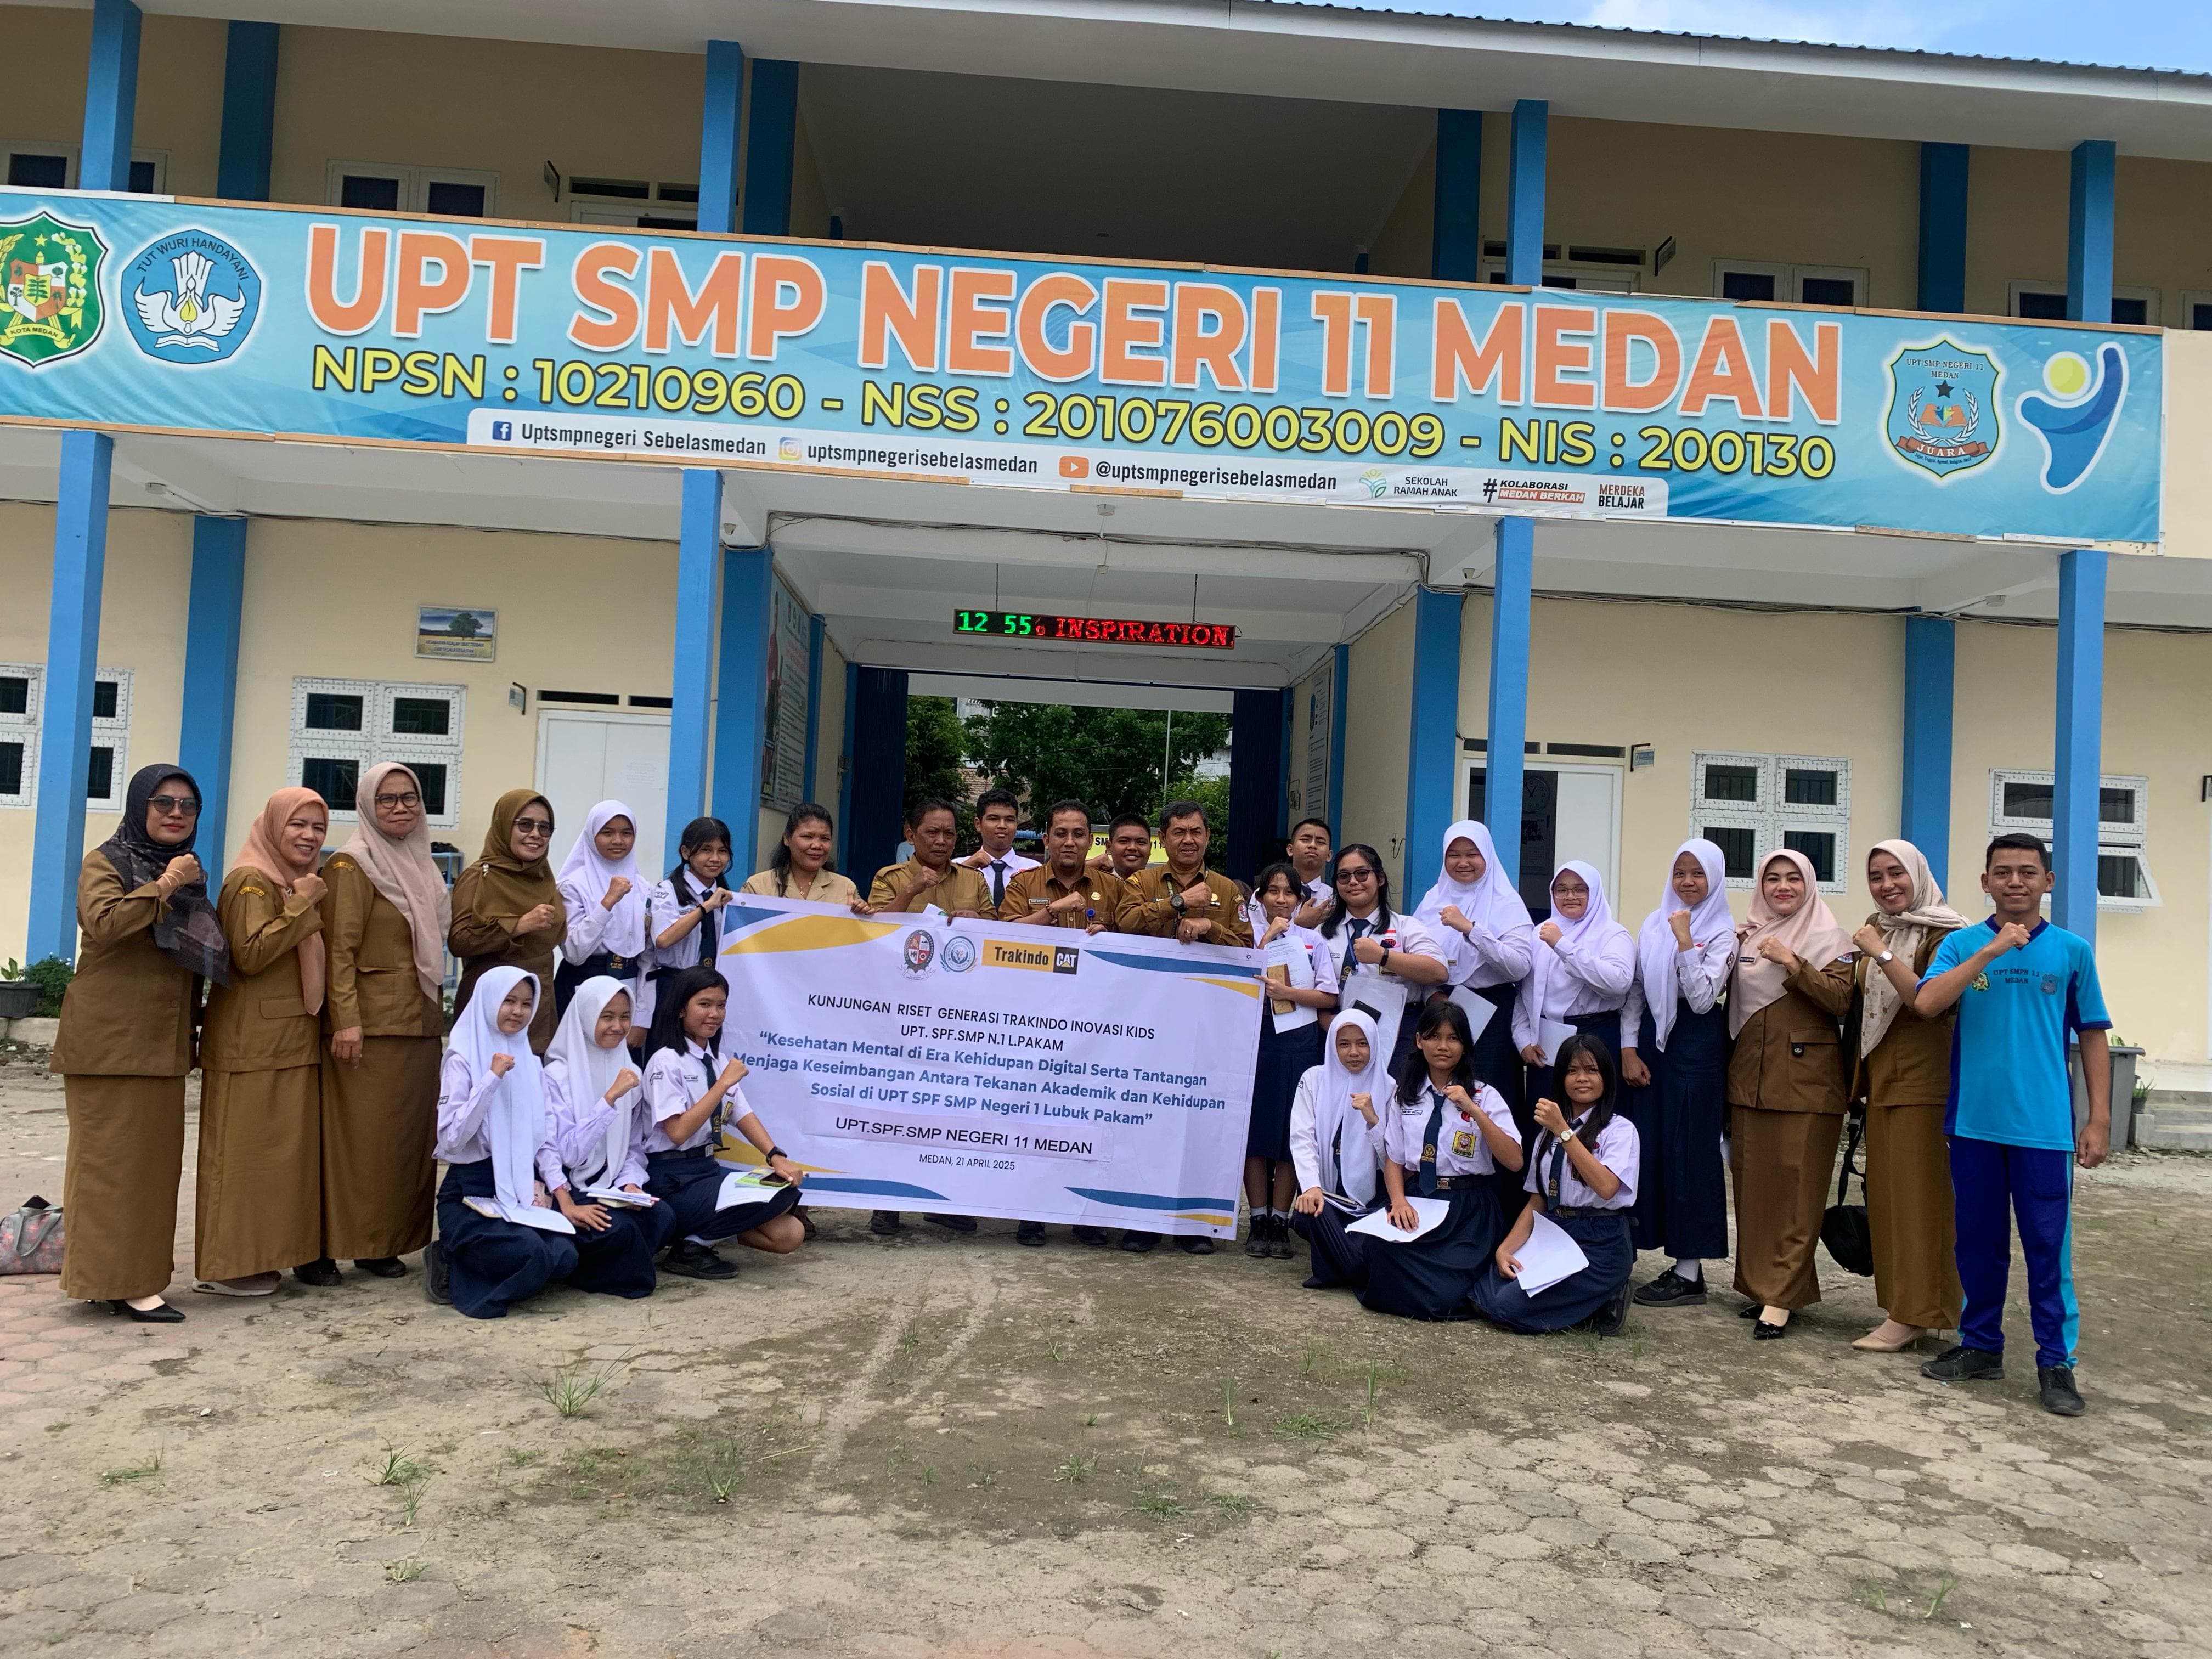 KOTA MEDAN
TUT WURI HANDAYANI
UPT SMP NEGERI 11 MEDAN
NPSN : 10210960 - NSS : 201076003009 - NIS : 200130
Uptsmpnegeri Sebelasmedan uptsmpnegerisebelasmedan @uptsmpnegerisebelasmedan
SEKOLAH
RAMAH ANAK
#KOLABORASI
MEDAN BERKAH
MERDEKA
BELAJAR
UPT SMP NEGERI 11
MEDAN
JUARA
12 55 INSPIRATION
Trakindo CAT
KUNJUNGAN RISET GENERASI TRAKINDO INOVASI KIDS
UPT. SPF.SMP N.1 L.PAKAM
“Kesehatan Mental di Era Kehidupan Digital Serta Tantangan
Menjaga Keseimbangan Antara Tekanan Akademik dan Kehidupan
Sosial di UPT SPF SMP Negeri 1 Lubuk Pakam”
UPT.SPF.SMP NEGERI 11 MEDAN
MEDAN, 21 APRIL 2025
UPT SMPN 11
MEDAN